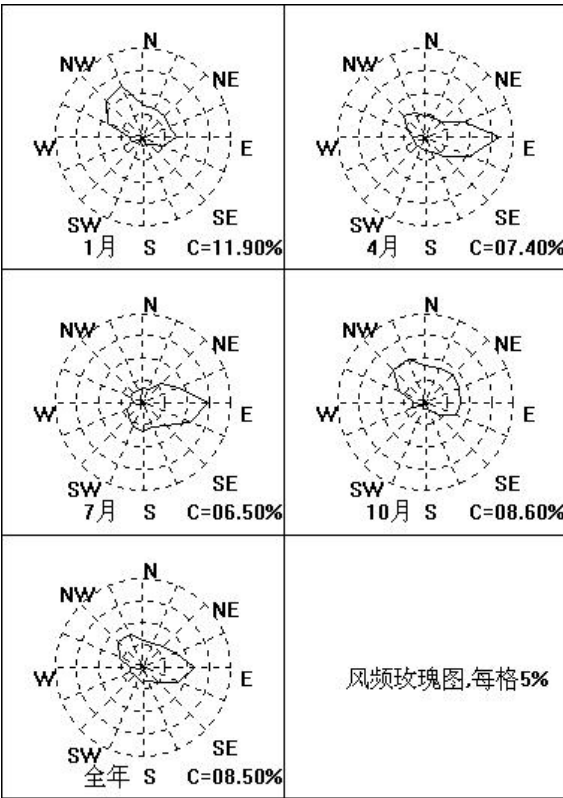 N
NW NE
W E
SW SE
1月 S C=11.90%
N
NW NE
W E
SW SE
4月 S C=07.40%
N
NW NE
W E
SW SE
7月 S C=06.50%
N
NW NE
W E
SW SE
10月 S C=08.60%
N
NW NE
W E
SW SE
全年 S C=08.50%
风频玫瑰图,每格5%